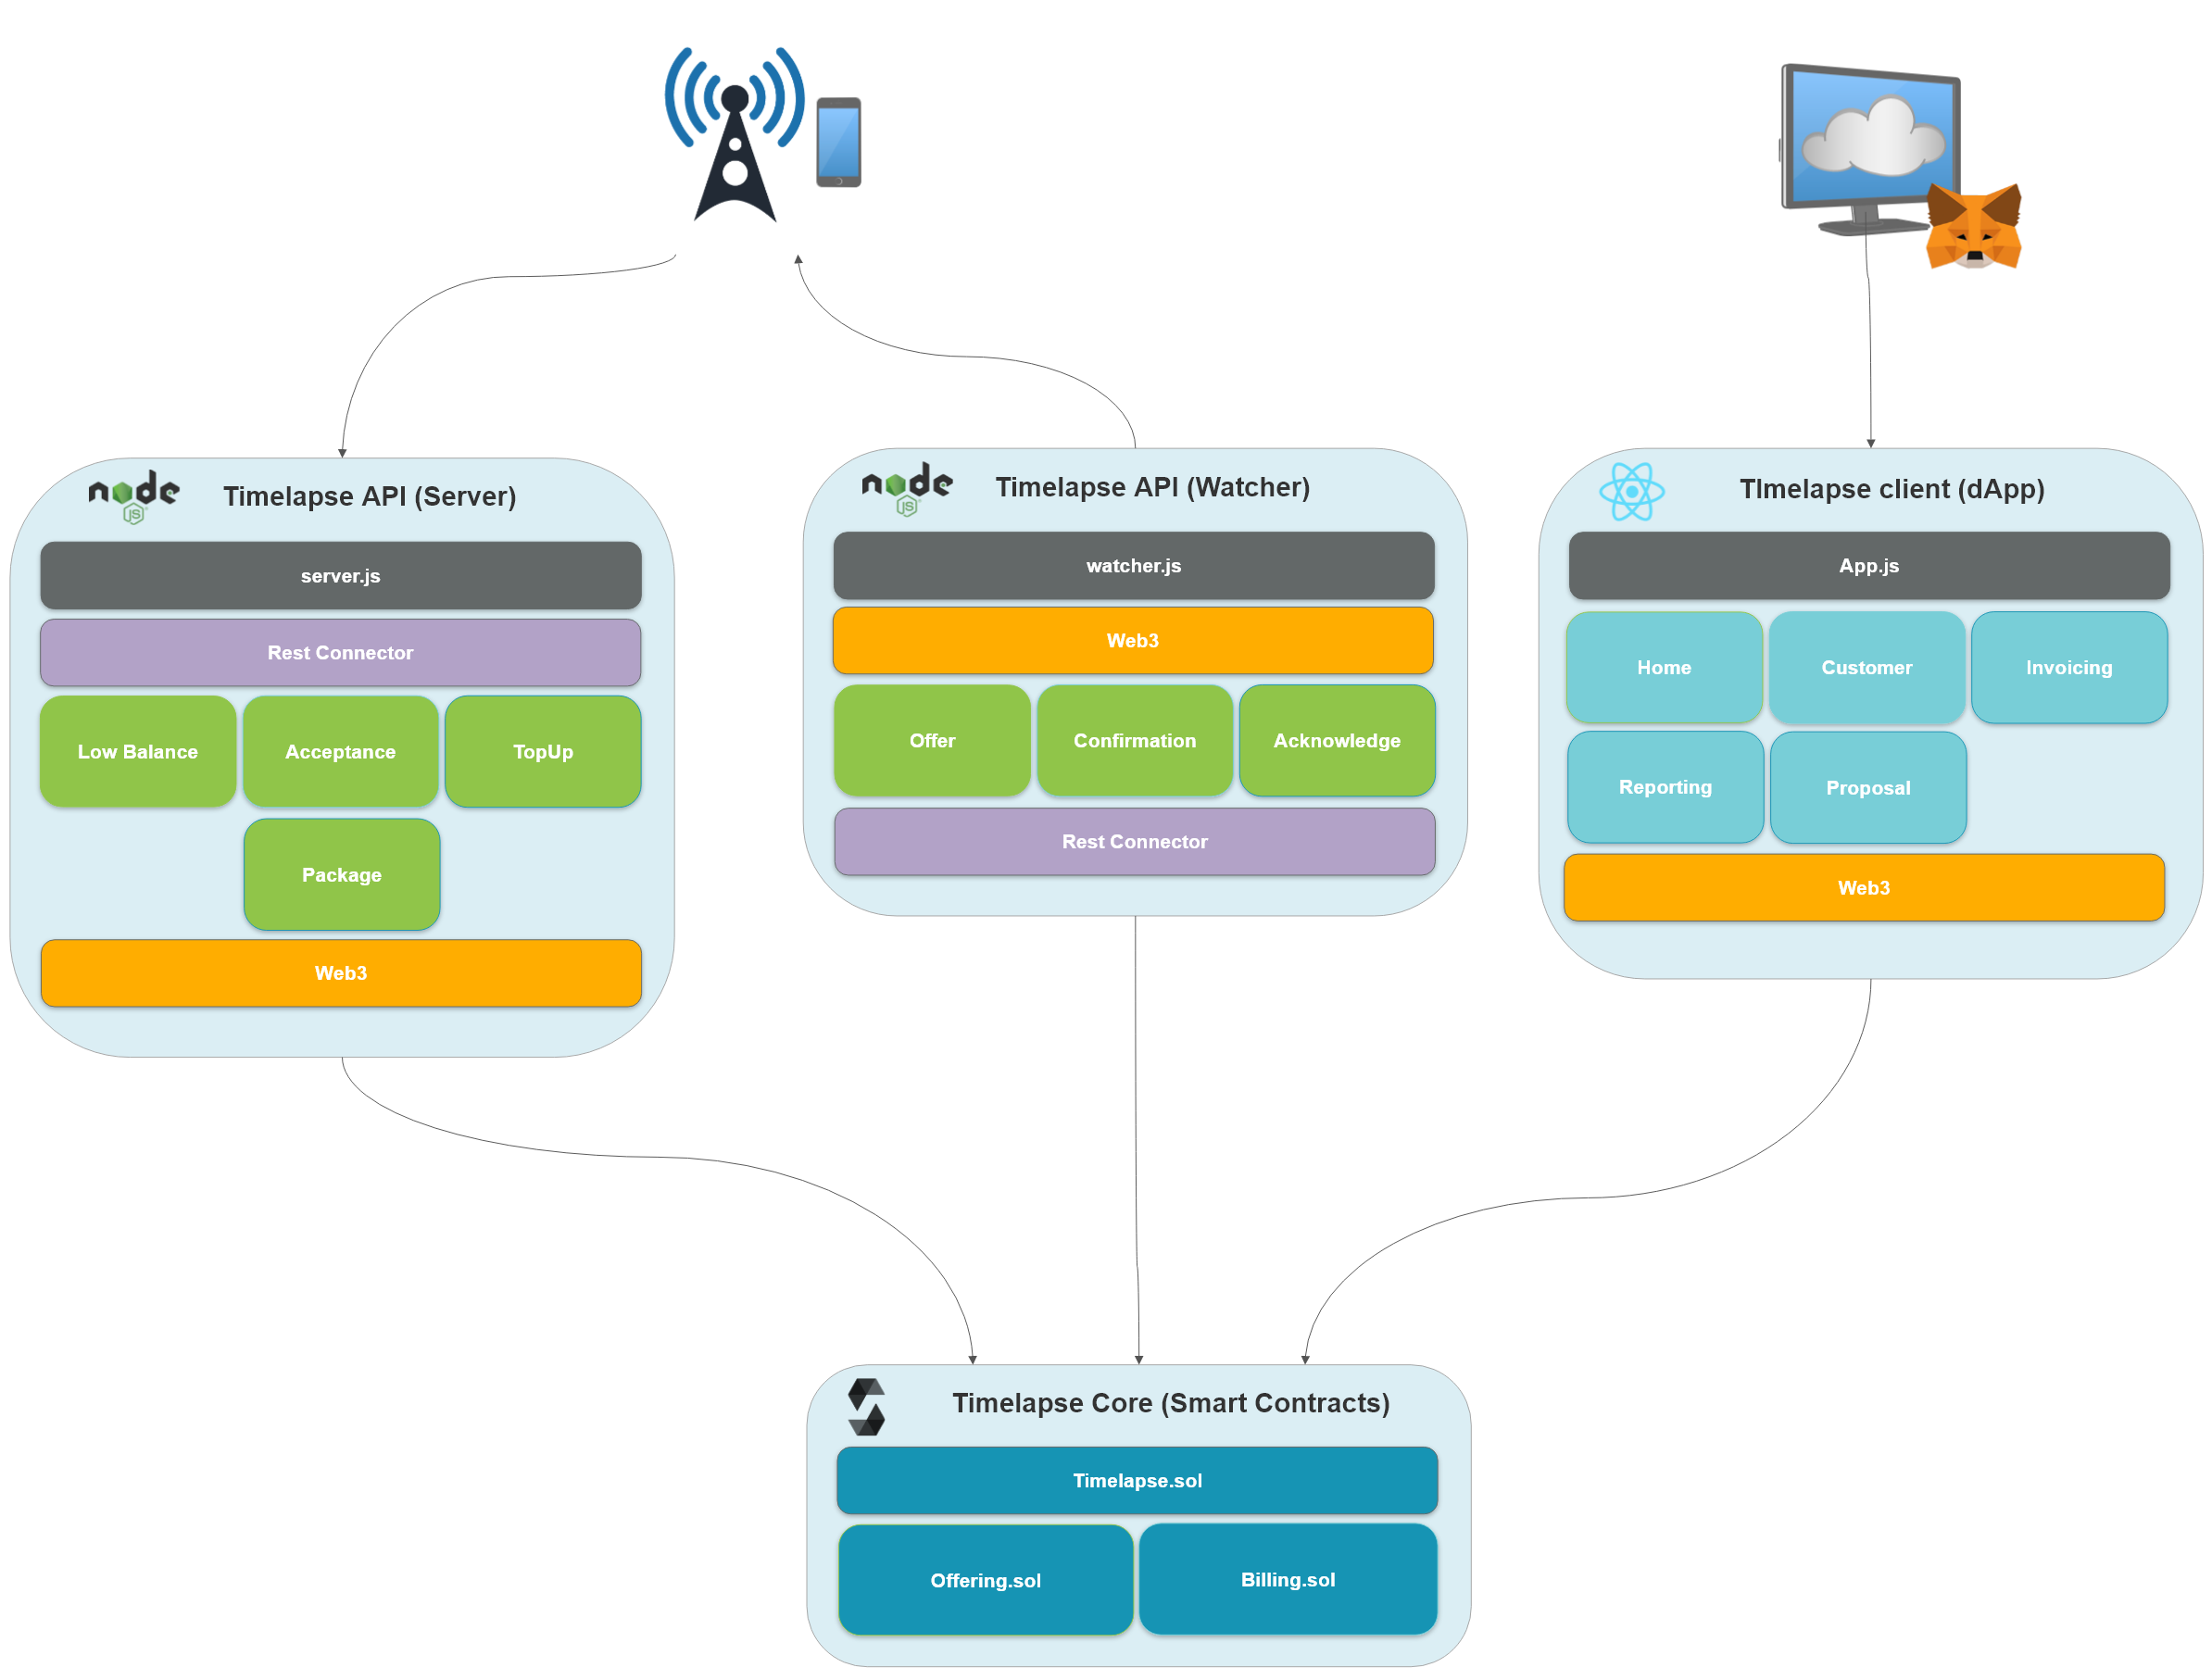 node
JS
Timelapse API (Server)
server.js
Rest Connector
Low Balance
Acceptance
TopUp
Package
Web3
node
JS
Timelapse API (Watcher)
watcher.js
Web3
Offer
Confirmation
Acknowledge
Rest Connector
TImelapse client (dApp)
App.js
Home
Customer
Invoicing
Reporting
Proposal
Web3
Timelapse Core (Smart Contracts)
Timelapse.sol
Offering.sol
Billing.sol